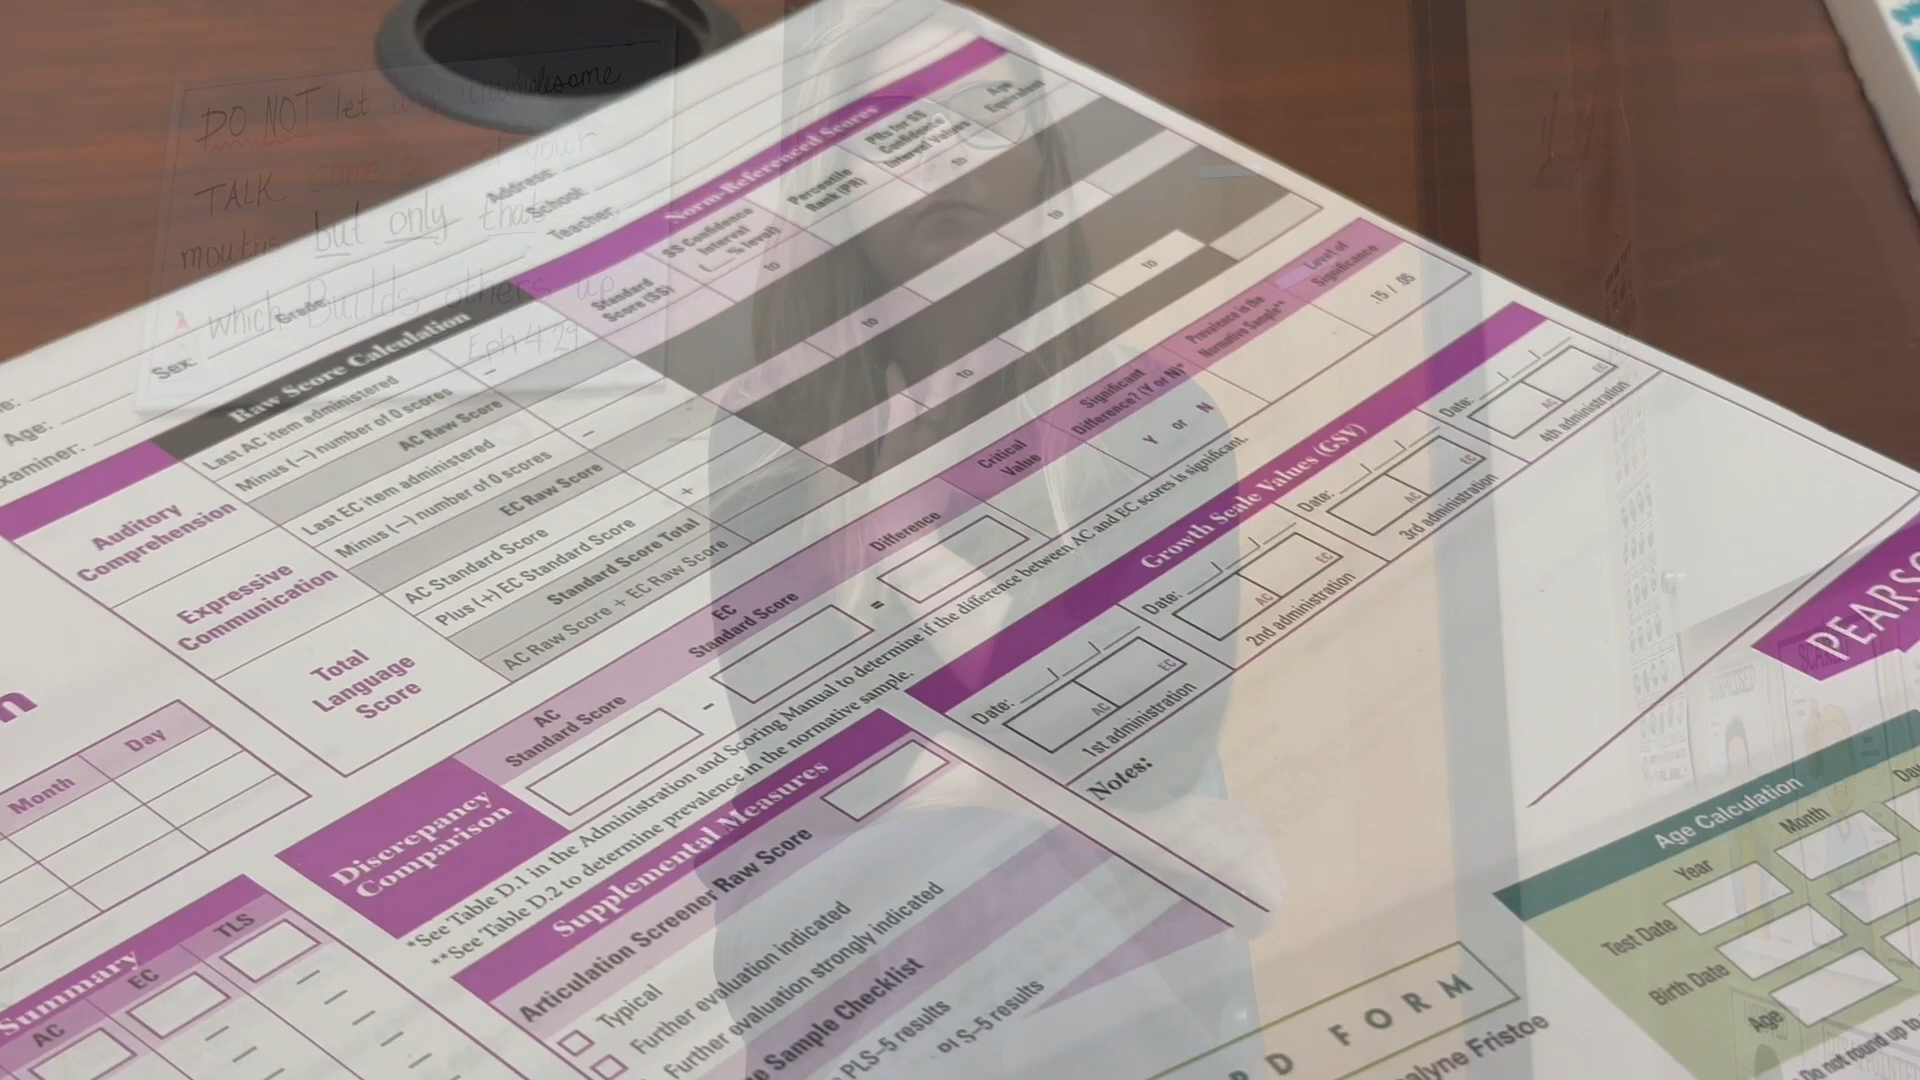 DO NOT let any unwholesome
TALK come out of your
mouths but only that
which Builds others up
Eph 4:29
Address:
School:
Teacher:
Grade:
Sex:
Age:
Examiner:
Raw Score Calculation
Norm-Referenced Scores
Standard
Score (SS)
SS Confidence
Interval
( % level)
Percentile
Rank (PR)
PRs for SS
Confidence
Interval Values
Age
Equivalent
Auditory
Comprehension
Last AC item administered
Minus (–) number of 0 scores
–
AC Raw Score
to
to
Expressive
Communication
Last EC item administered
Minus (–) number of 0 scores
–
EC Raw Score
to
to
Total
Language
Score
AC Standard Score
Plus (+) EC Standard Score
+
Standard Score Total
AC Raw Score + EC Raw Score
to
to
Month
Day
Discrepancy
Comparison
AC
Standard Score
-
EC
Standard Score
=
Difference
Critical
Value
Significant
Difference? (Y or N)*
Y or N
Prevalence in the
Normative Sample**
Level of
Significance
.15 / .05
*See Table D.1 in the Administration and Scoring Manual to determine if the difference between AC and EC scores is significant.
**See Table D.2 to determine prevalence in the normative sample.
Summary
AC
EC
TLS
Supplemental Measures
Articulation Screener Raw Score
Typical
Further evaluation indicated
Further evaluation strongly indicated
Sample Checklist
PLS–5 results
S–5 results
Growth Scale Values (GSV)
Date:
AC
EC
1st administration
Date:
AC
EC
2nd administration
Date:
AC
EC
3rd administration
Date:
AC
EC
4th administration
Notes:
PEARSO
Age Calculation
Year
Month
Test Date
Birth Date
Age
Do not round up to
D FORM
Fristoe